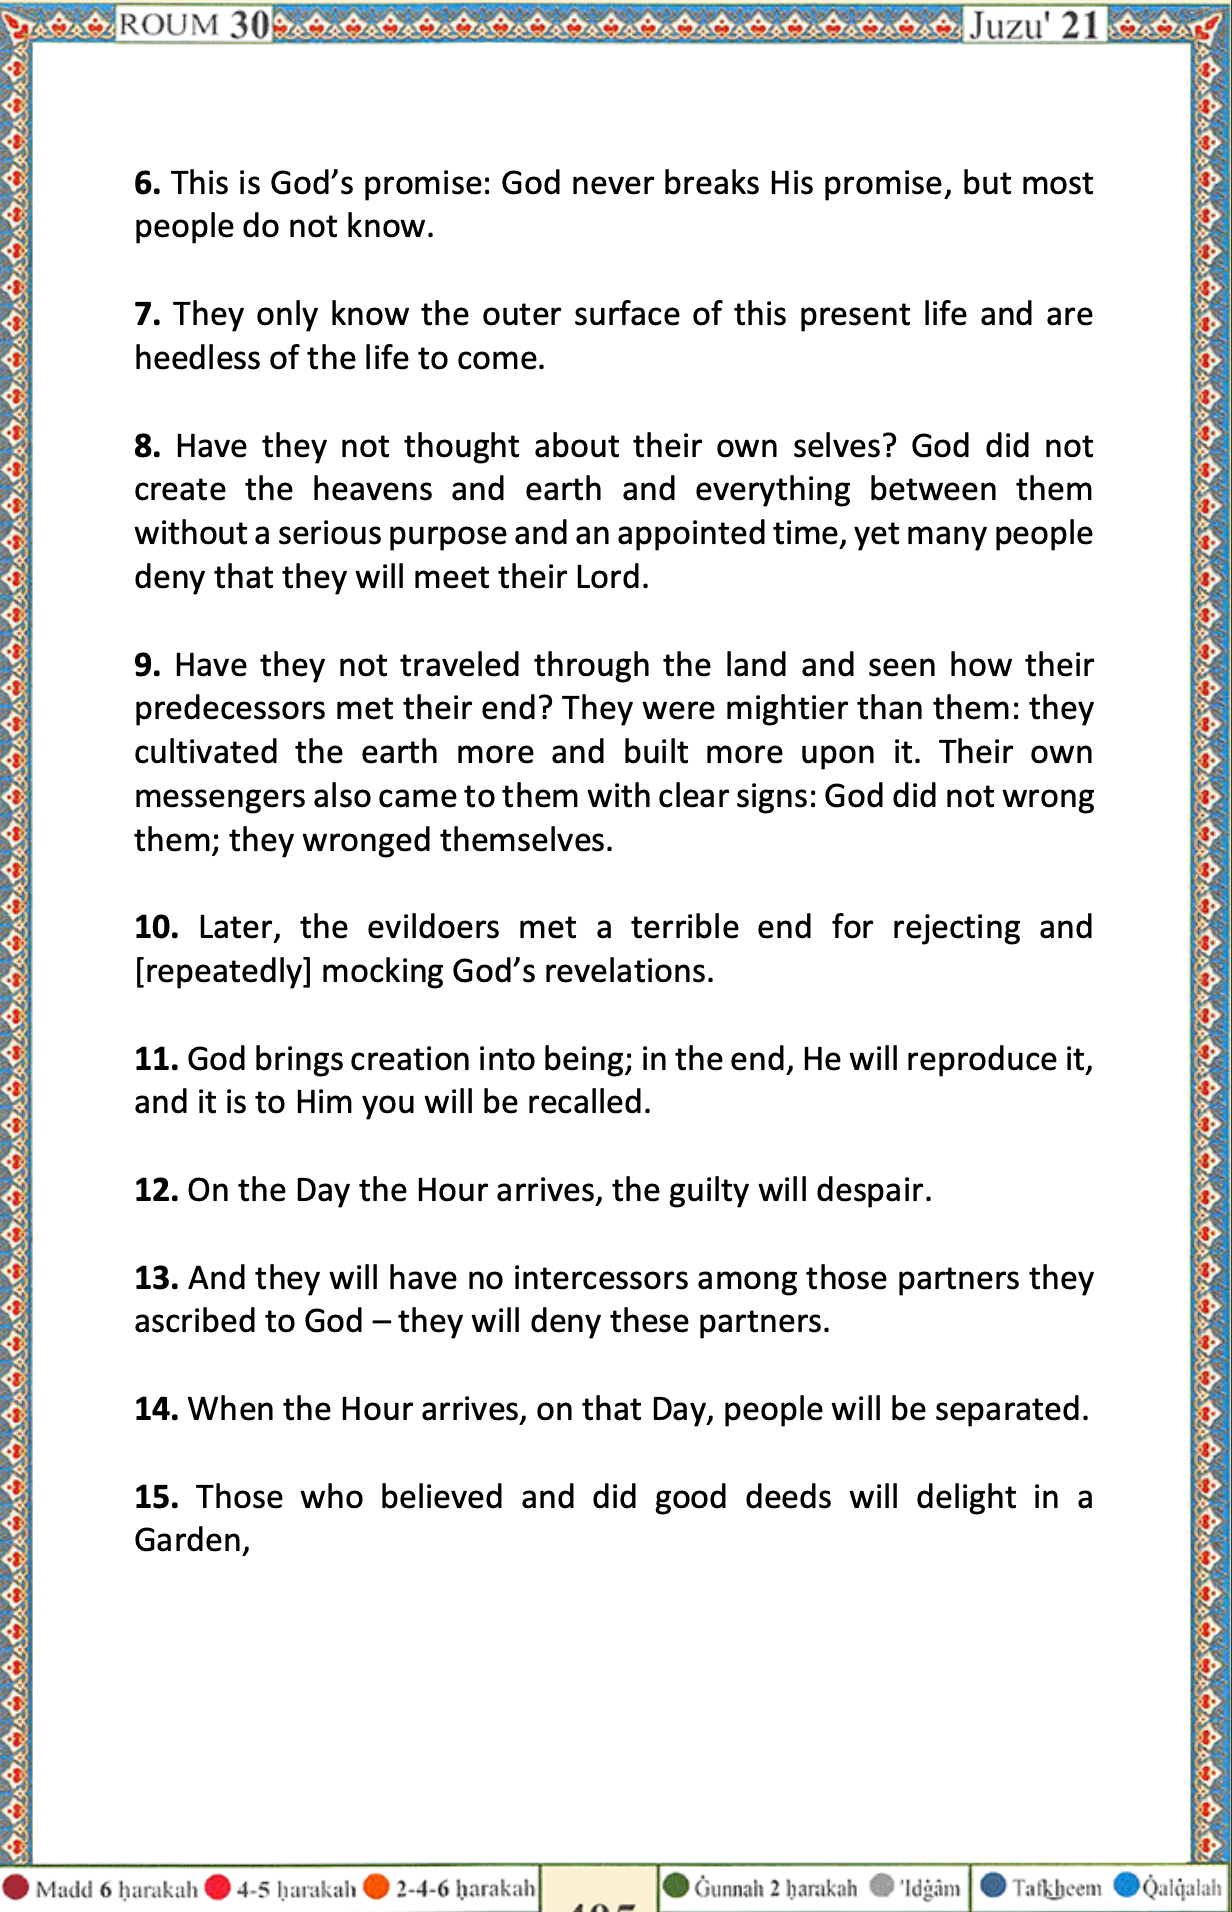 ROUM 30 Juzu' 21
6. This is God’s promise: God never breaks His promise, but most
people do not know.
7. They only know the outer surface of this present life and are
heedless of the life to come.
8. Have they not thought about their own selves? God did not
create the heavens and earth and everything between them
without a serious purpose and an appointed time, yet many people
deny that they will meet their Lord.
9. Have they not traveled through the land and seen how their
predecessors met their end? They were mightier than them: they
cultivated the earth more and built more upon it. Their own
messengers also came to them with clear signs: God did not wrong
them; they wronged themselves.
10. Later, the evildoers met a terrible end for rejecting and
[repeatedly] mocking God’s revelations.
11. God brings creation into being; in the end, He will reproduce it,
and it is to Him you will be recalled.
12. On the Day the Hour arrives, the guilty will despair.
13. And they will have no intercessors among those partners they
ascribed to God – they will deny these partners.
14. When the Hour arrives, on that Day, people will be separated.
15. Those who believed and did good deeds will delight in a
Garden,
Madd 6 ḥarakah 4-5 ḥarakah 2-4-6 ḥarakah Ġunnah 2 ḥarakah 'Idġâm Tafkheem Q̇alq̇alah